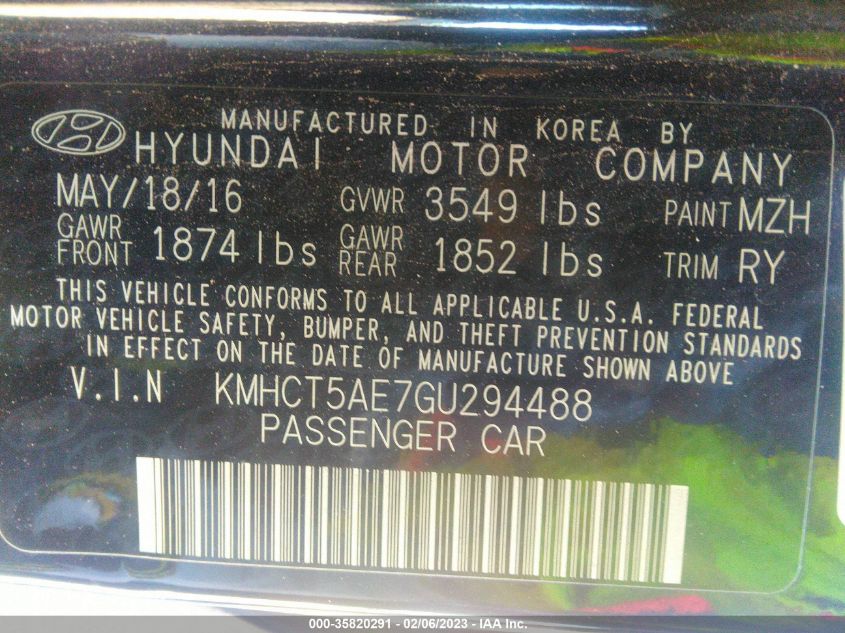 MANUFACTURED IN KOREA BY
HYUNDAI MOTOR COMPANY
MAY/18/16 GVWR 3549 lbs PAINT MZH
GAWR FRONT 1874 lbs GAWR REAR 1852 lbs TRIM RY
THIS VEHICLE CONFORMS TO ALL APPLICABLE U.S.A. FEDERAL
MOTOR VEHICLE SAFETY, BUMPER, AND THEFT PREVENTION STANDARDS
IN EFFECT ON THE DATE OF MANUFACTURE SHOWN ABOVE
V.I.N KMHCT5AE7GU294488
PASSENGER CAR
000-35820291 - 02/06/2023 - IAA Inc.